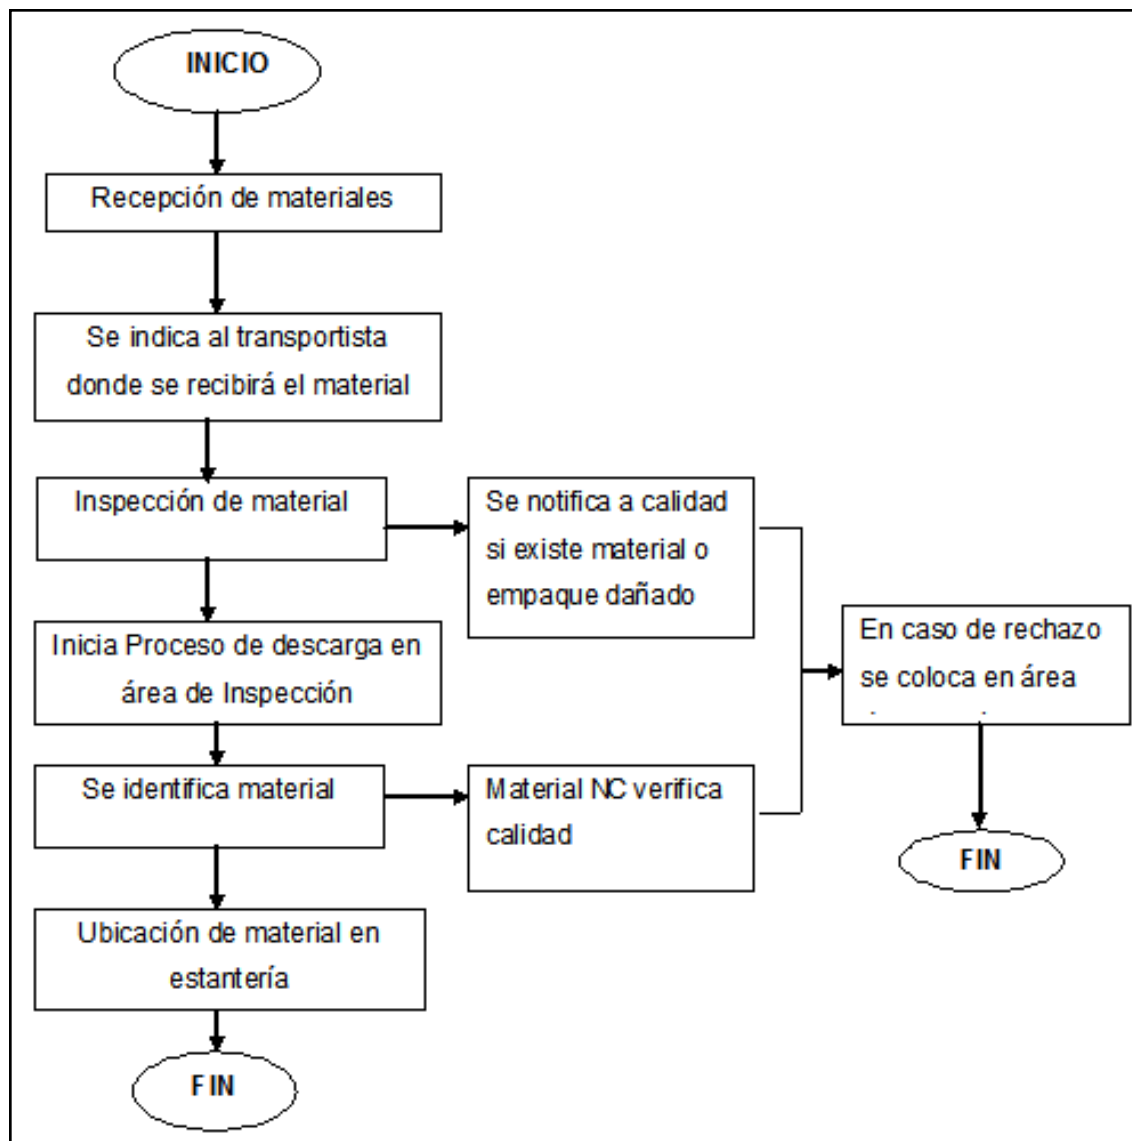 INICIO
Recepción de materiales
Se indica al transportista
donde se recibirá el material
Inspección de material
Se notifica a calidad
si existe material o
empaque dañado
Inicia Proceso de descarga en
área de Inspección
En caso de rechazo
se coloca en área
Se identifica material
Material NC verifica
calidad
FIN
Ubicación de material en
estantería
FIN